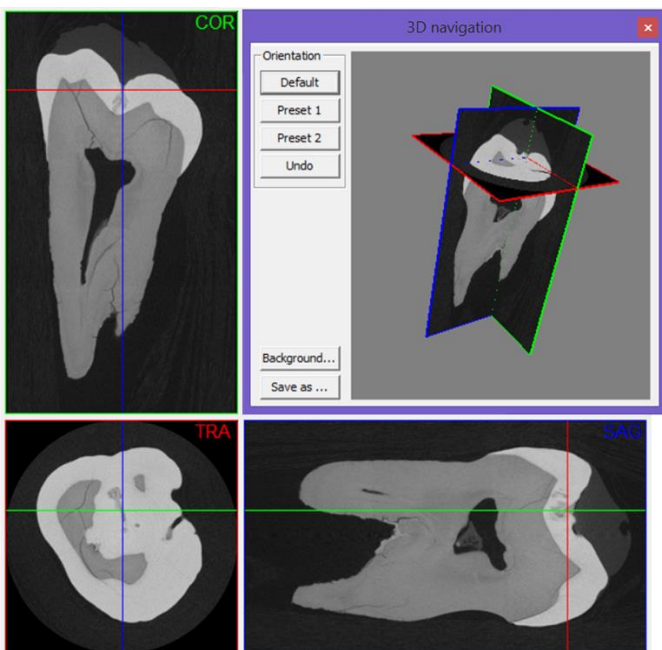 COR
3D navigation
Orientation
Default
Preset 1
Preset 2
Undo
Background...
Save as ...
TRA
SAG